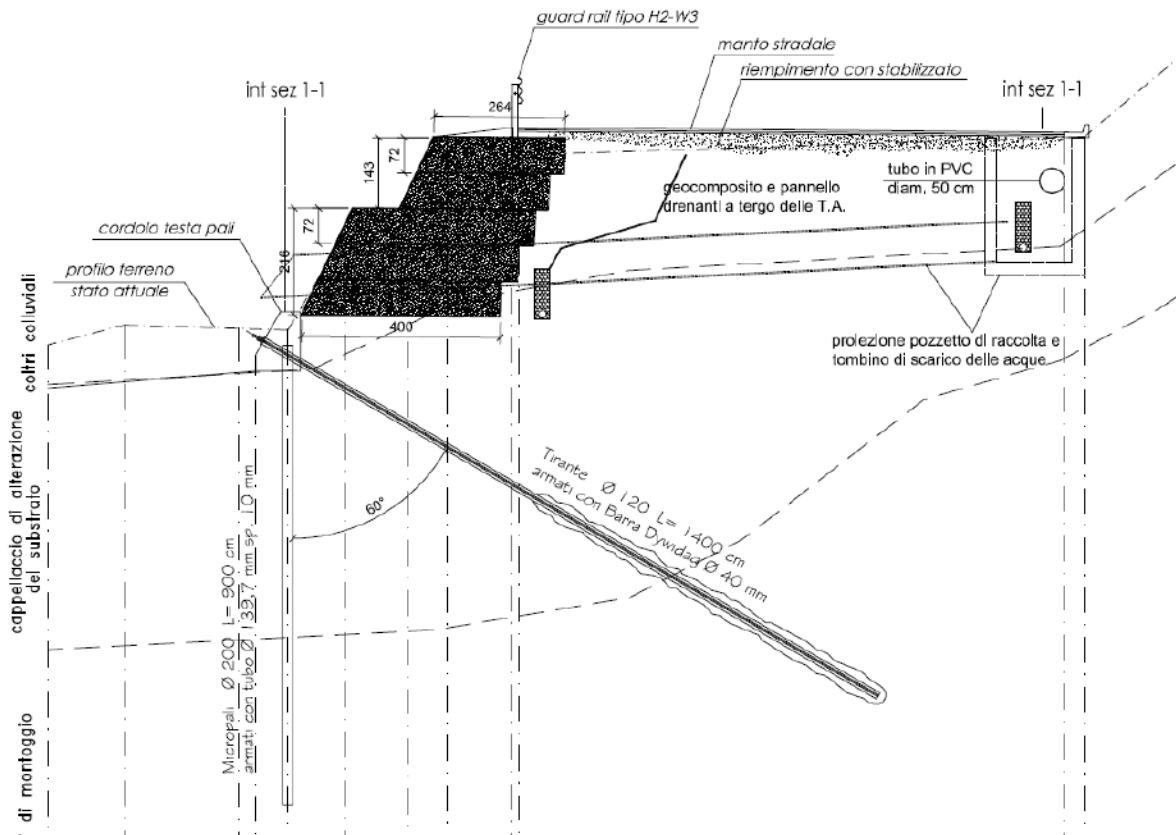 guard rail tipo H2-W3
manto stradale
riempimento con stabilizzato
int sez 1-1
int sez 1-1
264
72
143
tubo in PVC
diam. 50 cm
geocomposito e pannello
drenanti a tergo delle T.A.
72
216
cordolo testa pali
profilo terreno
stato attuale
400
proiezione pozzetto di raccolta e
tombino di scarico delle acque
coltri colluviali
cappellaccio di alterazione
del substrato
di montoggio
60°
Tirante Ø 120 L= 1400 cm
armati con Barra Dywidag Ø 40 mm
Micropali Ø 200 L= 900 cm
armati con tubo Ø 139,7 mm sp. 10 mm